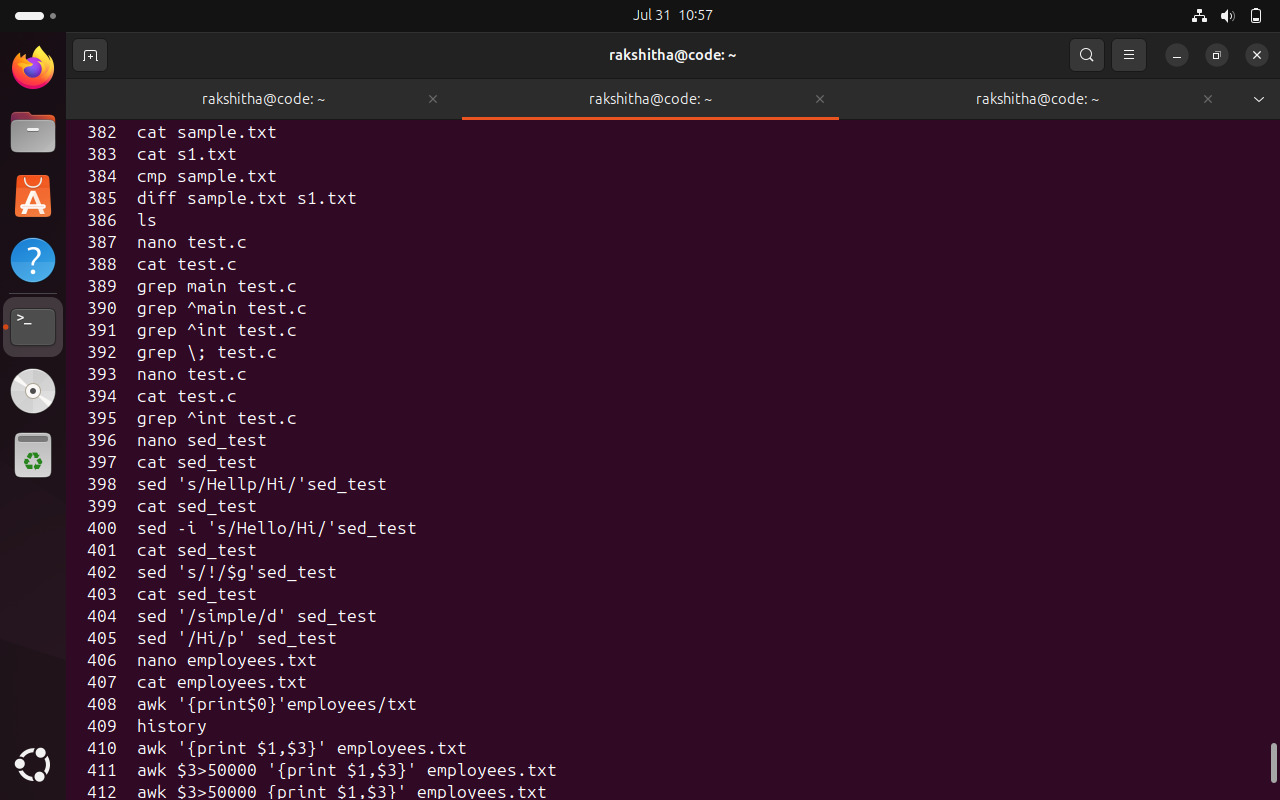 Jul 31 10:57
rakshitha@code: ~
rakshitha@code: ~ rakshitha@code: ~ rakshitha@code: ~
382 cat sample.txt
383 cat s1.txt
384 cmp sample.txt
385 diff sample.txt s1.txt
386 ls
387 nano test.c
388 cat test.c
389 grep main test.c
390 grep ^main test.c
391 grep ^int test.c
392 grep \; test.c
393 nano test.c
394 cat test.c
395 grep ^int test.c
396 nano sed_test
397 cat sed_test
398 sed 's/Hellp/Hi/'sed_test
399 cat sed_test
400 sed -i 's/Hello/Hi/'sed_test
401 cat sed_test
402 sed 's/!/$g'sed_test
403 cat sed_test
404 sed '/simple/d' sed_test
405 sed '/Hi/p' sed_test
406 nano employees.txt
407 cat employees.txt
408 awk '{print$0}'employees/txt
409 history
410 awk '{print $1,$3}' employees.txt
411 awk $3>50000 '{print $1,$3}' employees.txt
412 awk $3>50000 {print $1,$3}' employees.txt